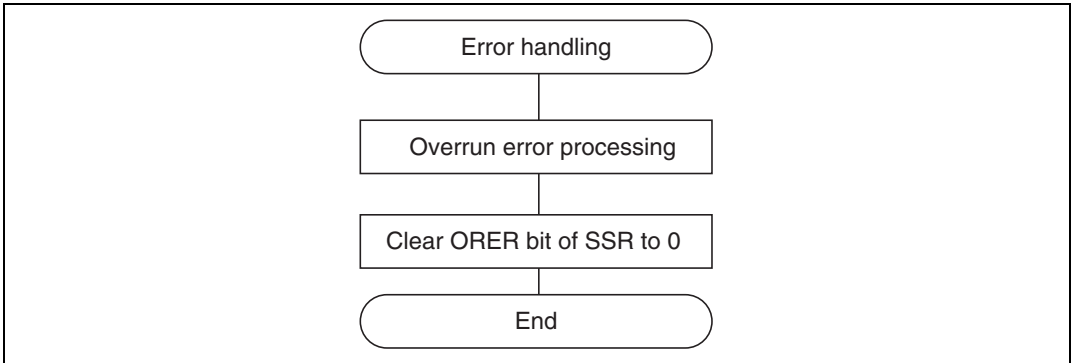 Error handling
Overrun error processing
Clear ORER bit of SSR to 0
End